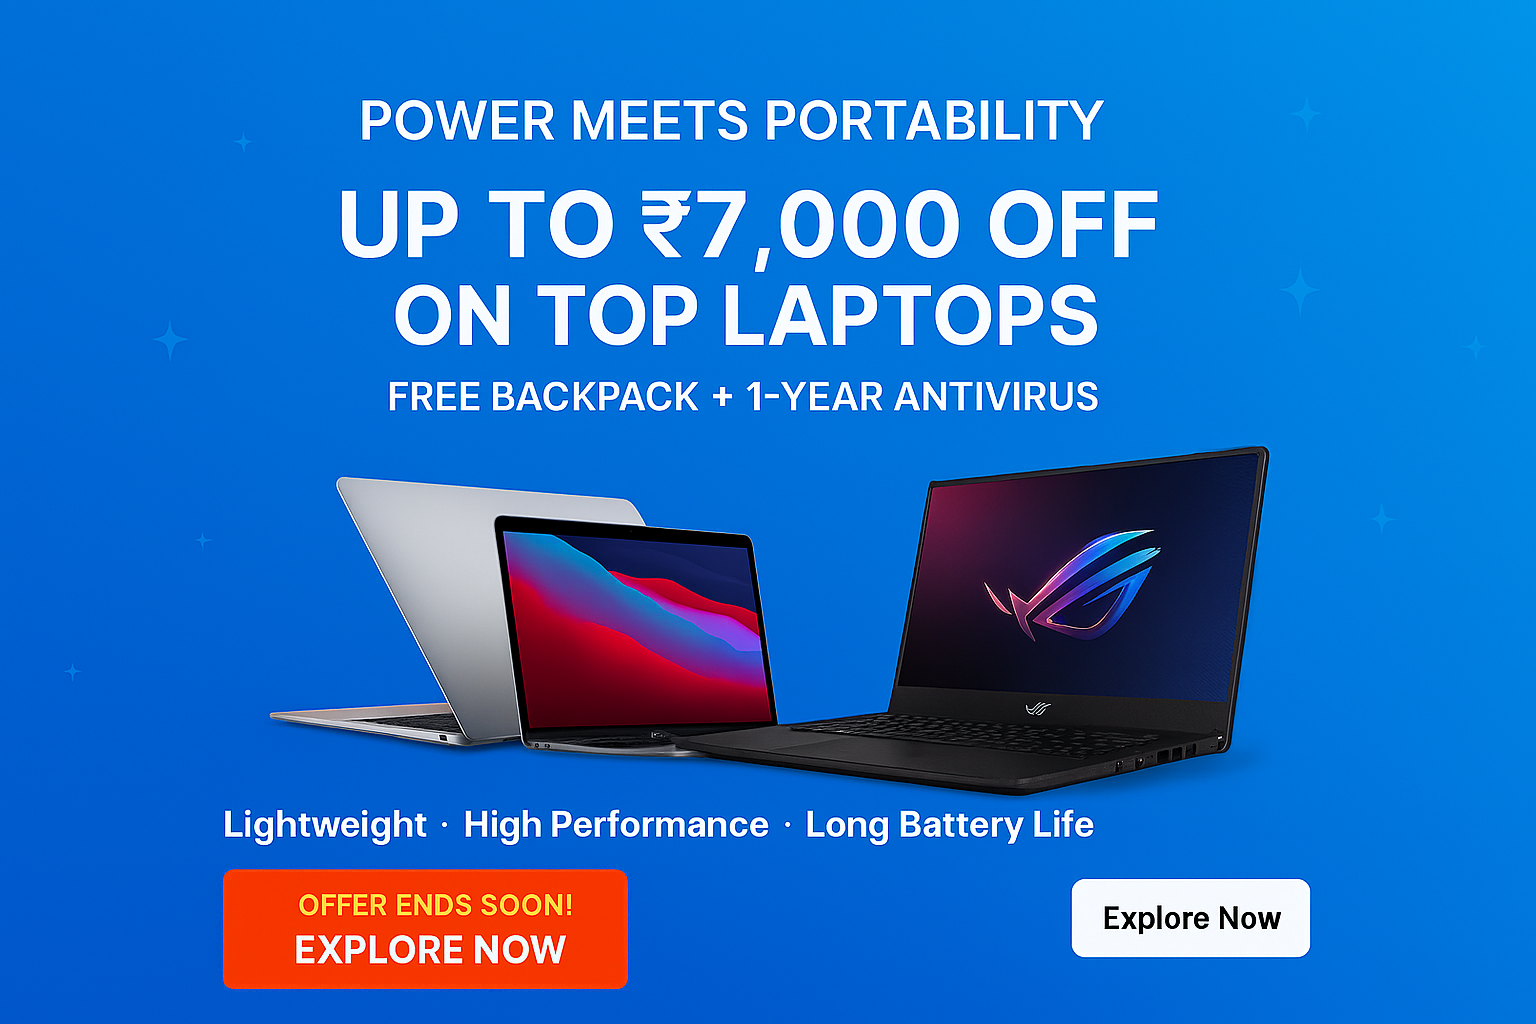 POWER MEETS PORTABILITY
UP TO ₹7,000 OFF
ON TOP LAPTOPS
FREE BACKPACK + 1-YEAR ANTIVIRUS
Lightweight · High Performance · Long Battery Life
OFFER ENDS SOON!
EXPLORE NOW
Explore Now